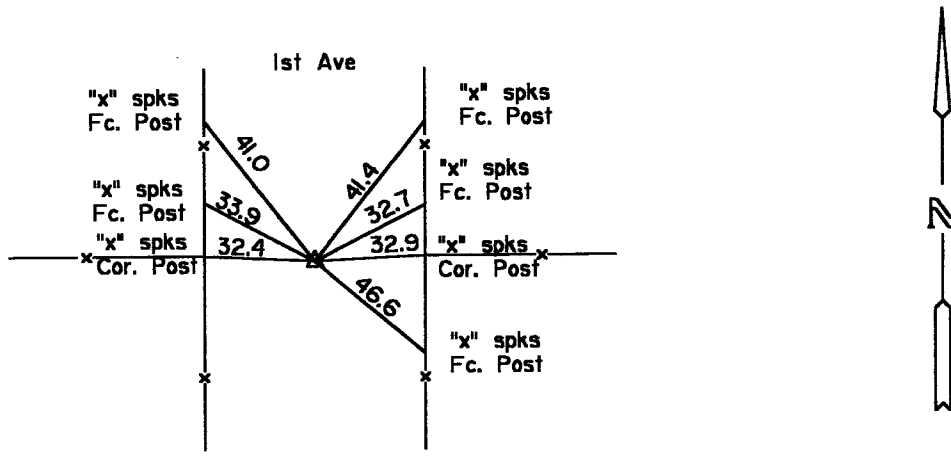 1st Ave
"x" spks
Fc. Post
"x" spks
Fc. Post
41.0
41.4
"x" spks
Fc. Post
"x" spks
Fc. Post
33.9
32.7
"x" spks
Cor. Post
32.4
32.9
"x" spks
Cor. Post
46.6
"x" spks
Fc. Post
N